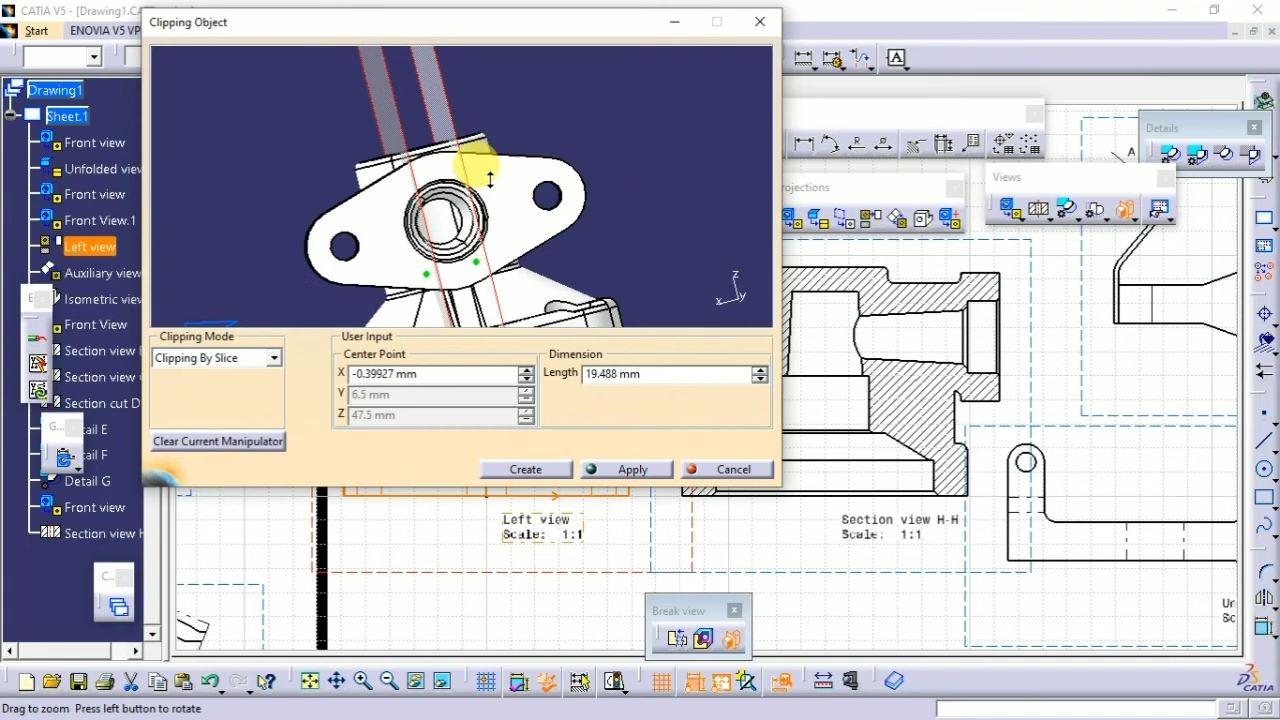 CATIA V5 - [Drawing1.CA
Start
ENOVIA V5 VP
Clipping Object
Drawing1
Sheet.1
Front view
Unfolded view
Front view
Front View.1
Left view
Auxiliary view
Isometric view
Front View
Section view
Section view
Section cut D
Detail E
ail F
Detail G
Front view
Section view H
E
G...
C...
z
x
y
Clipping Mode
Clipping By Slice
Clear Current Manipulator
User Input
Center Point
X -0.39927 mm
Y 6.5 mm
Z 47.5 mm
Dimension
Length 19.488 mm
Create
Apply
Cancel
A
Details
Views
ojections
A
Left view
Scale: 1:1
Section view H-H
Scale: 1:1
Un
Sc
Break view
Drag to zoom Press left button to rotate
CATIA